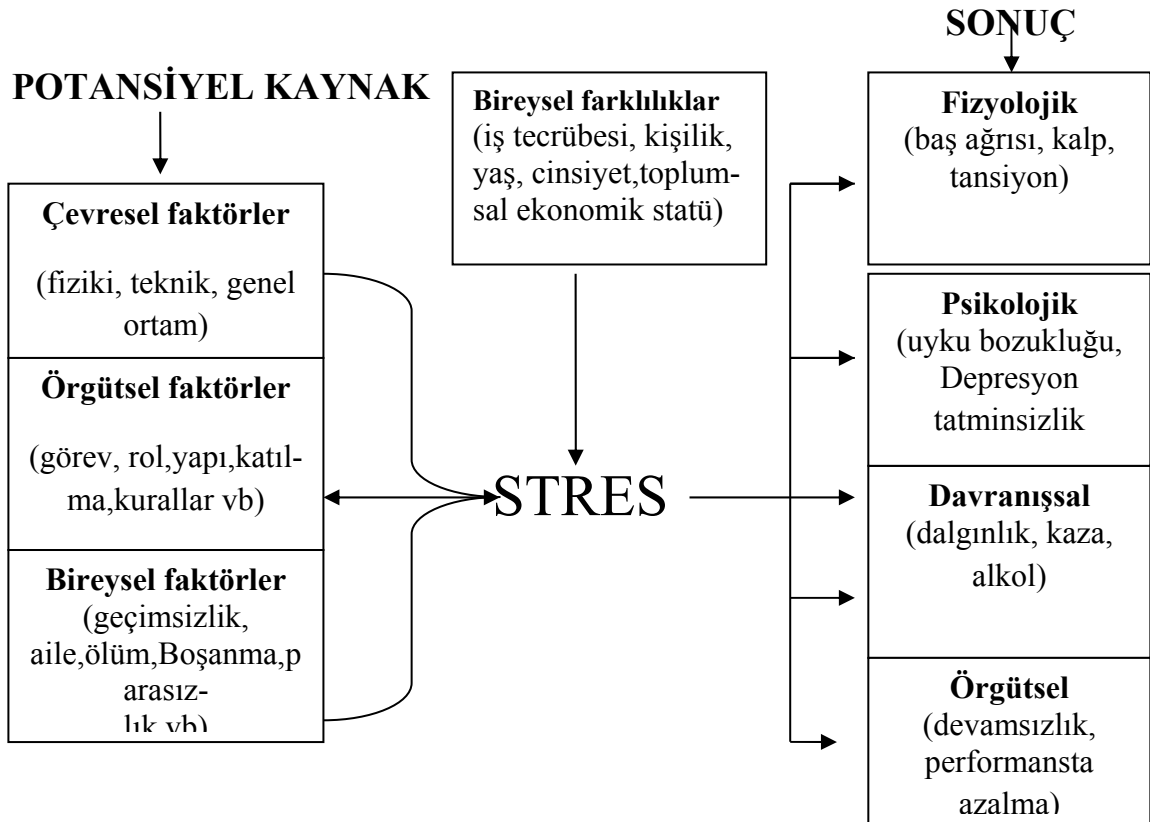 POTANSİYEL KAYNAK
Çevresel faktörler
(fiziki, teknik, genel
ortam)
Örgütsel faktörler
(görev, rol,yapı,katıl-
ma,kurallar vb)
Bireysel faktörler
(geçimsizlik,
aile,ölüm,Boşanma,p
arasız-
lık vb)
Bireysel farklılıklar
(iş tecrübesi, kişilik,
yaş, cinsiyet,toplum-
sal ekonomik statü)
STRES
SONUÇ
Fizyolojik
(baş ağrısı, kalp,
tansiyon)
Psikolojik
(uyku bozukluğu,
Depresyon
tatminsizlik
Davranışsal
(dalgınlık, kaza,
alkol)
Örgütsel
(devamsızlık,
performansta
azalma)